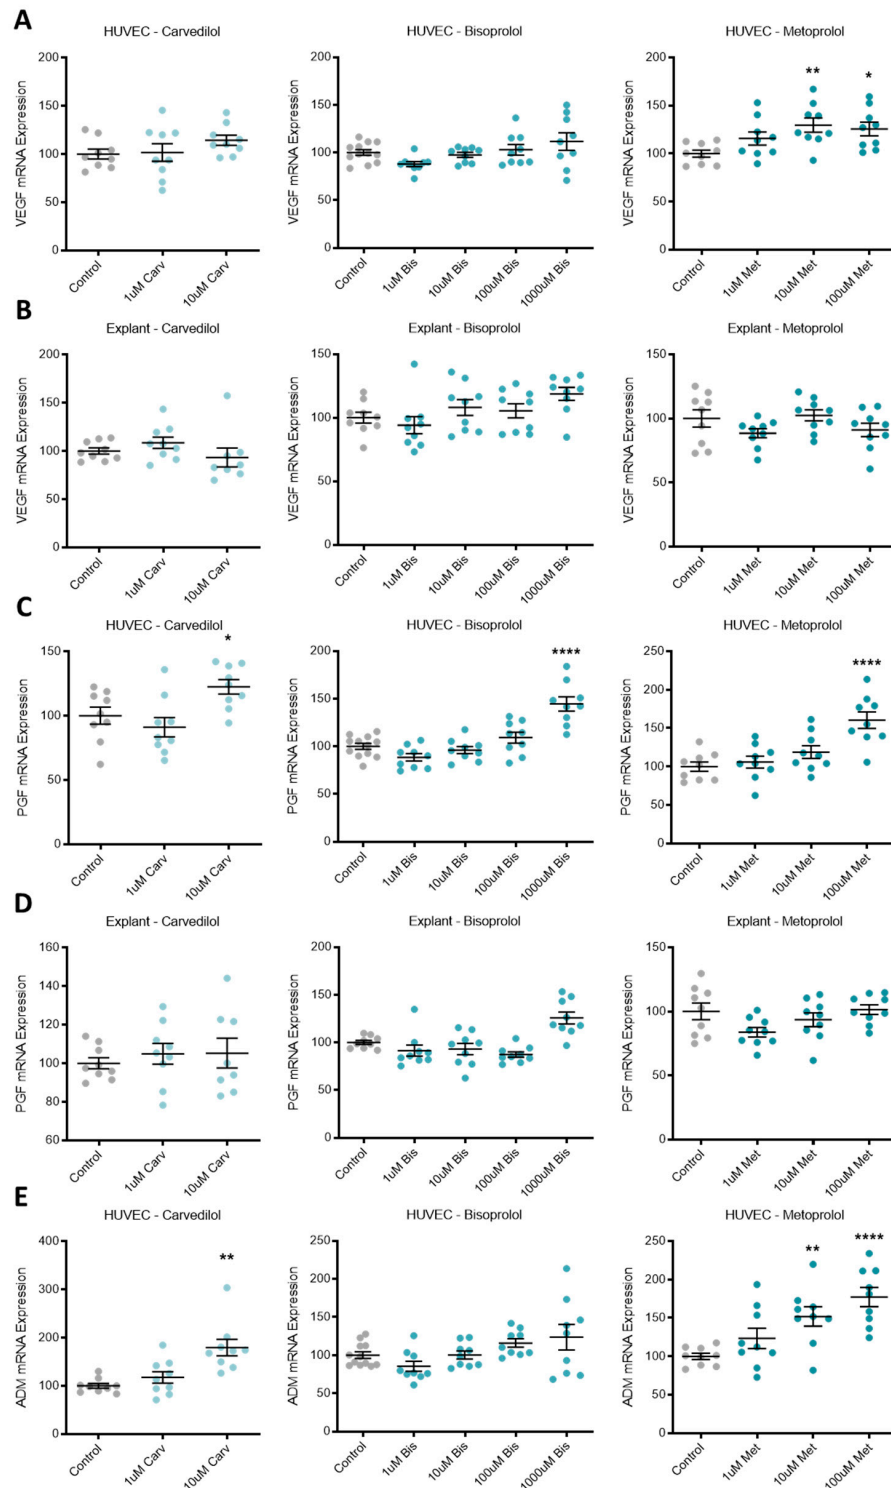 A
HUVEC - Carvedilol
HUVEC - Bisoprolol
HUVEC - Metoprolol
VEGF mRNA Expression
200
150
100
50
0
Control
1uM Carv
10uM Carv
VEGF mRNA Expression
200
150
100
50
0
Control
1uM Bis
10uM Bis
100uM Bis
1000uM Bis
VEGF mRNA Expression
200
150
100
50
0
**
*
Control
1uM Met
10uM Met
100uM Met
B
Explant - Carvedilol
Explant - Bisoprolol
Explant - Metoprolol
VEGF mRNA Expression
200
150
100
50
0
Control
1uM Carv
10uM Carv
VEGF mRNA Expression
150
100
50
0
Control
1uM Bis
10uM Bis
100uM Bis
1000uM Bis
VEGF mRNA Expression
150
100
50
0
Control
1uM Met
10uM Met
100uM Met
C
HUVEC - Carvedilol
HUVEC - Bisoprolol
HUVEC - Metoprolol
PGF mRNA Expression
150
100
50
0
*
Control
1uM Carv
10uM Carv
PGF mRNA Expression
200
150
100
50
0
****
Control
1uM Bis
10uM Bis
100uM Bis
1000uM Bis
PGF mRNA Expression
250
200
150
100
50
0
****
Control
1uM Met
10uM Met
100uM Met
D
Explant - Carvedilol
Explant - Bisoprolol
Explant - Metoprolol
PGF mRNA Expression
160
140
120
100
80
60
Control
1uM Carv
10uM Carv
PGF mRNA Expression
200
150
100
50
0
Control
1uM Bis
10uM Bis
100uM Bis
1000uM Bis
PGF mRNA Expression
150
100
50
0
Control
1uM Met
10uM Met
100uM Met
E
HUVEC - Carvedilol
HUVEC - Bisoprolol
HUVEC - Metoprolol
ADM mRNA Expression
400
300
200
100
0
**
Control
1uM Carv
10uM Carv
ADM mRNA Expression
250
200
150
100
50
0
Control
1uM Bis
10uM Bis
100uM Bis
1000uM Bis
ADM mRNA Expression
250
200
150
100
50
0
**
****
Control
1uM Met
10uM Met
100uM Met